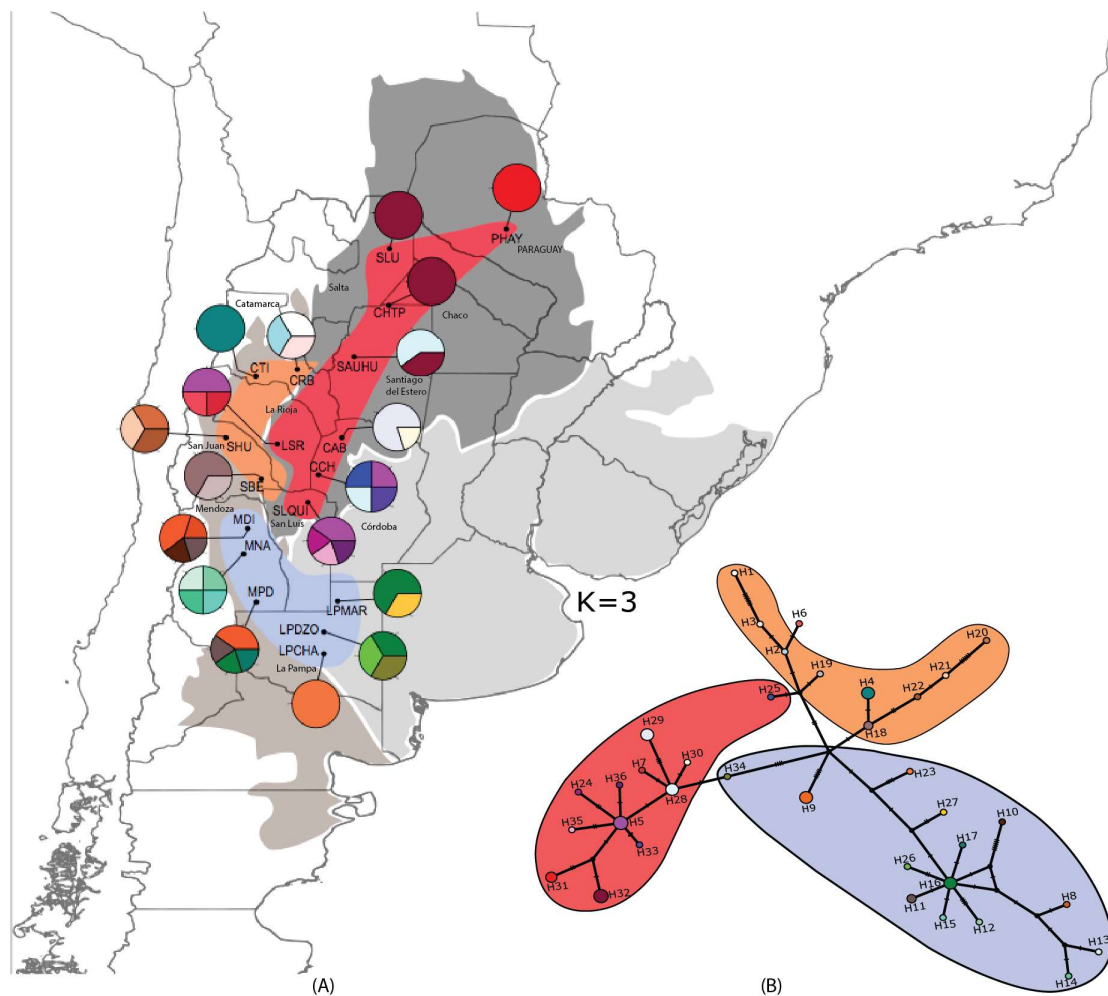 PHAY
PARAGUAY
SLU
Salta
Catamarca
CHTP
Chaco
CTI
CRB
SAUHU
Santiago
del Estero
La Rioja
San Juan
SHU
LSR
CAB
CCH
SBE
Mendoza
SLQUI
San Luis
Córdoba
MDI
MNA
MPD
LPMAR
LPDZO
LPCHA
La Pampa
K=3
H1
H3
H6
H2
H19
H20
H21
H4
H22
H18
H25
H29
H30
H7
H36
H24
H28
H34
H35
H5
H33
H31
H32
H9
H23
H27
H10
H17
H26
H16
H11
H15
H12
H8
H13
H14
(A)
(B)